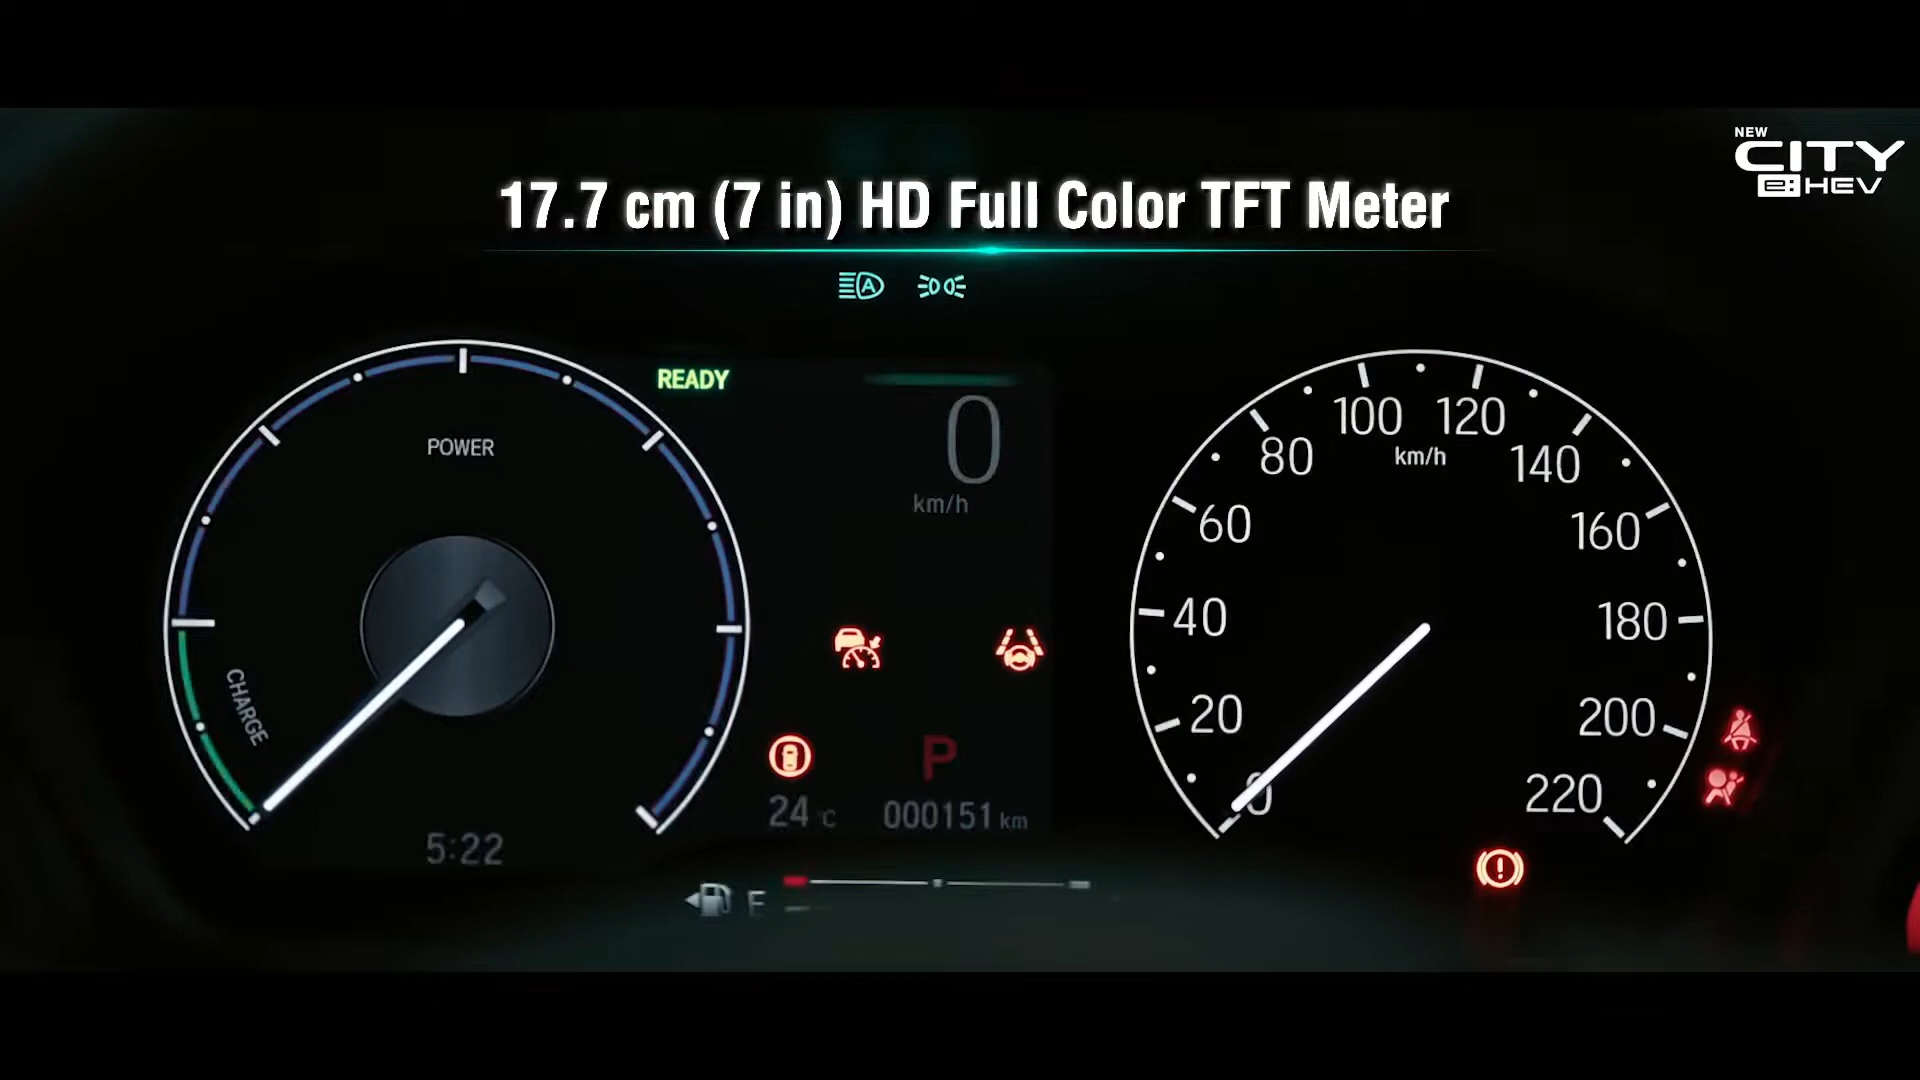 NEW
CITY
e:HEV
17.7 cm (7 in) HD Full Color TFT Meter
A
READY
0
km/h
POWER
CHARGE
100 120
80 km/h 140
60 160
40 180
20 200
0 220
P
24 °C 000151 km
5:22